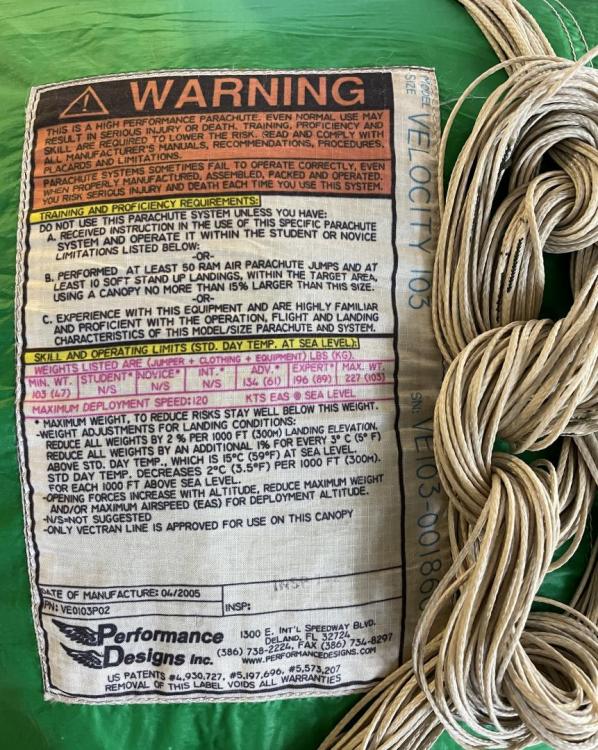 WARNING
THIS IS A HIGH PERFORMANCE PARACHUTE. EVEN NORMAL USE MAY
RESULT IN SERIOUS INJURY OR DEATH. TRAINING, PROFICIENCY AND
SKILL ARE REQUIRED TO LOWER THE RISK. READ AND COMPLY WITH
ALL MANUFACTURER'S MANUALS, RECOMMENDATIONS, PROCEDURES,
PLACARDS AND LIMITATIONS.
PARACHUTE SYSTEMS SOMETIMES FAIL TO OPERATE CORRECTLY, EVEN
WHEN PROPERLY MANUFACTURED, ASSEMBLED, PACKED AND OPERATED.
YOU RISK SERIOUS INJURY AND DEATH EACH TIME YOU USE THIS SYSTEM.
TRAINING AND PROFICIENCY REQUIREMENTS:
DO NOT USE THIS PARACHUTE SYSTEM UNLESS YOU HAVE:
A. RECEIVED INSTRUCTION IN THE USE OF THIS SPECIFIC PARACHUTE
SYSTEM AND OPERATE IT WITHIN THE STUDENT OR NOVICE
LIMITATIONS LISTED BELOW:
-OR-
B. PERFORMED AT LEAST 50 RAM AIR PARACHUTE JUMPS AND AT
LEAST 10 SOFT STAND UP LANDINGS, WITHIN THE TARGET AREA,
USING A CANOPY NO MORE THAN 15% LARGER THAN THIS SIZE.
-OR-
C. EXPERIENCE WITH THIS EQUIPMENT AND ARE HIGHLY FAMILIAR
AND PROFICIENT WITH THE OPERATION, FLIGHT AND LANDING
CHARACTERISTICS OF THIS MODEL/SIZE PARACHUTE AND SYSTEM.
SKILL AND OPERATING LIMITS (STD. DAY TEMP. AT SEA LEVEL):
WEIGHTS LISTED ARE (JUMPER + CLOTHING + EQUIPMENT) LBS (KG).
MIN. WT. STUDENT* NOVICE* INT.* ADV.* EXPERT* MAX. WT.
103 (47) N/S N/S N/S 134 (61) 196 (89) 227 (103)
MAXIMUM DEPLOYMENT SPEED:120 KTS EAS @ SEA LEVEL
* MAXIMUM WEIGHT, TO REDUCE RISKS STAY WELL BELOW THIS WEIGHT.
-WEIGHT ADJUSTMENTS FOR LANDING CONDITIONS:
REDUCE ALL WEIGHTS BY 2 % PER 1000 FT (300M) LANDING ELEVATION.
REDUCE ALL WEIGHTS BY AN ADDITIONAL 1% FOR EVERY 3° C (5° F)
ABOVE STD. DAY TEMP., WHICH IS 15°C (59°F) AT SEA LEVEL.
STD DAY TEMP. DECREASES 2°C (3.5°F) PER 1000 FT (300M).
FOR EACH 1000 FT ABOVE SEA LEVEL.
-OPENING FORCES INCREASE WITH ALTITUDE, REDUCE MAXIMUM WEIGHT
AND/OR MAXIMUM AIRSPEED (EAS) FOR DEPLOYMENT ALTITUDE.
-N/S=NOT SUGGESTED
-ONLY VECTRAN LINE IS APPROVED FOR USE ON THIS CANOPY
DATE OF MANUFACTURE: 04/2005
PN: VE0103P02
INSP:
Performance
Designs Inc.
1300 E. INT'L SPEEDWAY BLVD.
DELAND, FL 32724
(386) 738-2224, FAX (386) 734-8297
WWW.PERFORMANCEDESIGNS.COM
US PATENTS #4,930,727, #5,197,696, #5,573,207
REMOVAL OF THIS LABEL VOIDS ALL WARRANTIES
MODEL
SIZE
VELOCITY 103
SN: VE103-00186